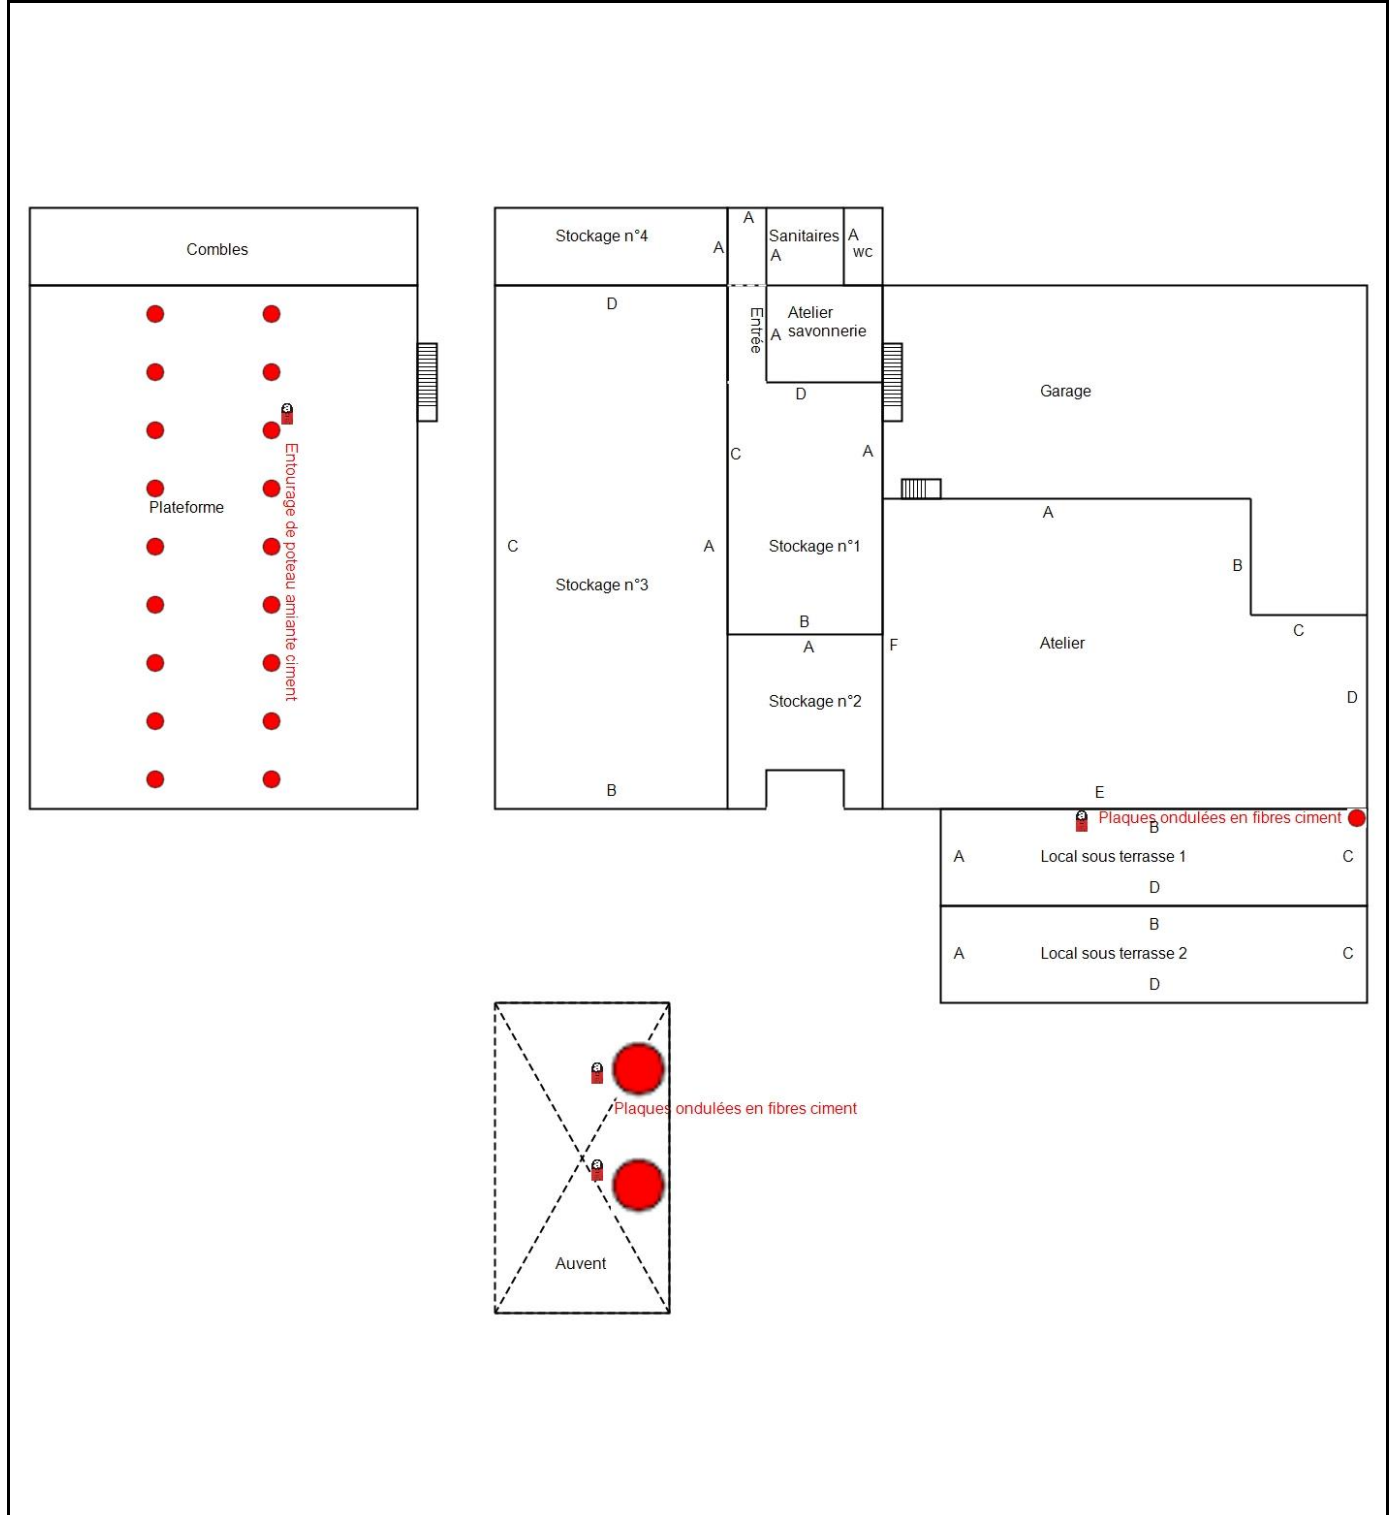 Combles
Plateforme
a
Entourage de poteau amiante ciment
Stockage n°4
A
A
Sanitaires
A
A
wc
D
Entrée
Atelier
savonnerie
A
D
C
A
C
A
Stockage n°1
Stockage n°3
B
A
Stockage n°2
B
Garage
A
B
C
F
Atelier
D
E
a
Plaques ondulées en fibres ciment
B
A
Local sous terrasse 1
C
D
B
A
Local sous terrasse 2
C
D
a
Plaques ondulées en fibres ciment
a
Auvent